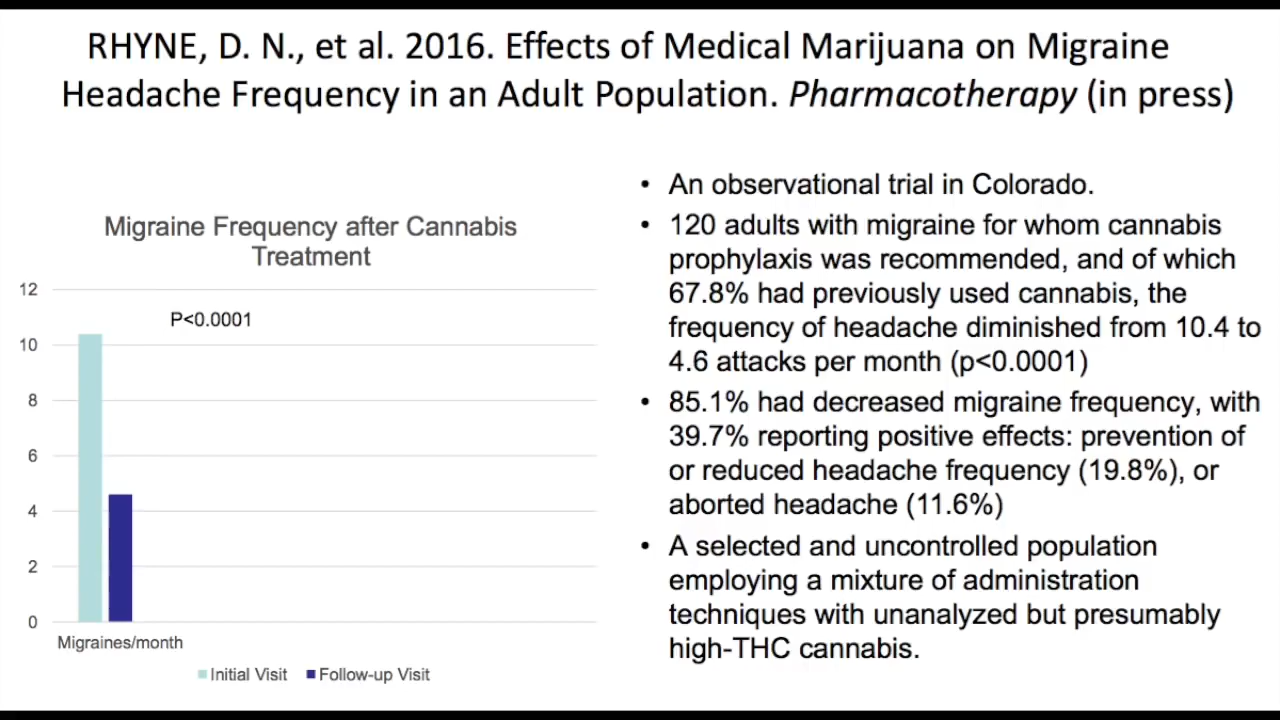 RHYNE, D. N., et al. 2016. Effects of Medical Marijuana on Migraine
Headache Frequency in an Adult Population. Pharmacotherapy (in press)
Migraine Frequency after Cannabis
Treatment
12
P<0.0001
10
8
6
4
2
0
Migraines/month
Initial Visit
Follow-up Visit
• An observational trial in Colorado.
• 120 adults with migraine for whom cannabis
prophylaxis was recommended, and of which
67.8% had previously used cannabis, the
frequency of headache diminished from 10.4 to
4.6 attacks per month (p<0.0001)
• 85.1% had decreased migraine frequency, with
39.7% reporting positive effects: prevention of
or reduced headache frequency (19.8%), or
aborted headache (11.6%)
• A selected and uncontrolled population
employing a mixture of administration
techniques with unanalyzed but presumably
high-THC cannabis.